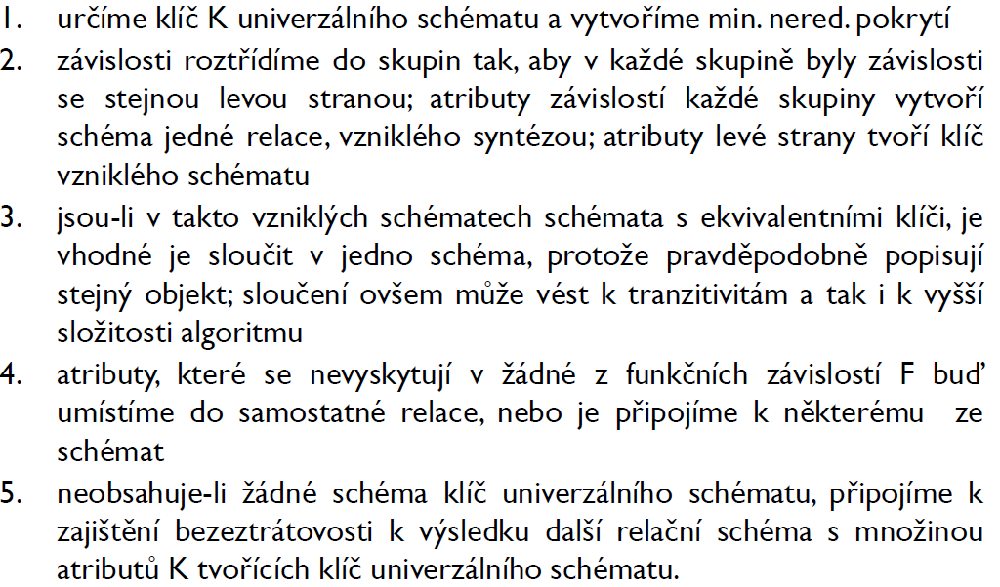 1. určíme klíč K univerzálního schématu a vytvoříme min. nered. pokrytí
2. závislosti roztřídíme do skupin tak, aby v každé skupině byly závislosti
se stejnou levou stranou; atributy závislostí každé skupiny vytvoří
schéma jedné relace, vzniklého syntézou; atributy levé strany tvoří klíč
vzniklého schématu
3. jsou-li v takto vzniklých schématech schémata s ekvivalentními klíči, je
vhodné je sloučit v jedno schéma, protože pravděpodobně popisují
stejný objekt; sloučení ovšem může vést k tranzitivitám a tak i k vyšší
složitosti algoritmu
4. atributy, které se nevyskytují v žádné z funkčních závislostí F buď
umístíme do samostatné relace, nebo je připojíme k některému ze
schémat
5. neobsahuje-li žádné schéma klíč univerzálního schématu, připojíme k
zajištění bezeztrátovosti k výsledku další relační schéma s množinou
atributů K tvořících klíč univerzálního schématu.